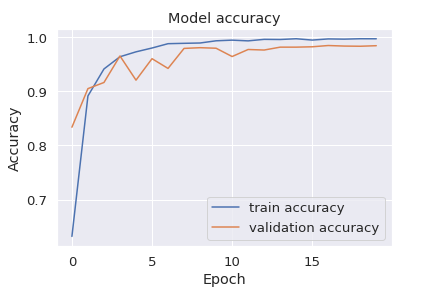 Model accuracy
1.0
0.9
0.8
0.7
Accuracy
train accuracy
validation accuracy
0 5 10 15
Epoch